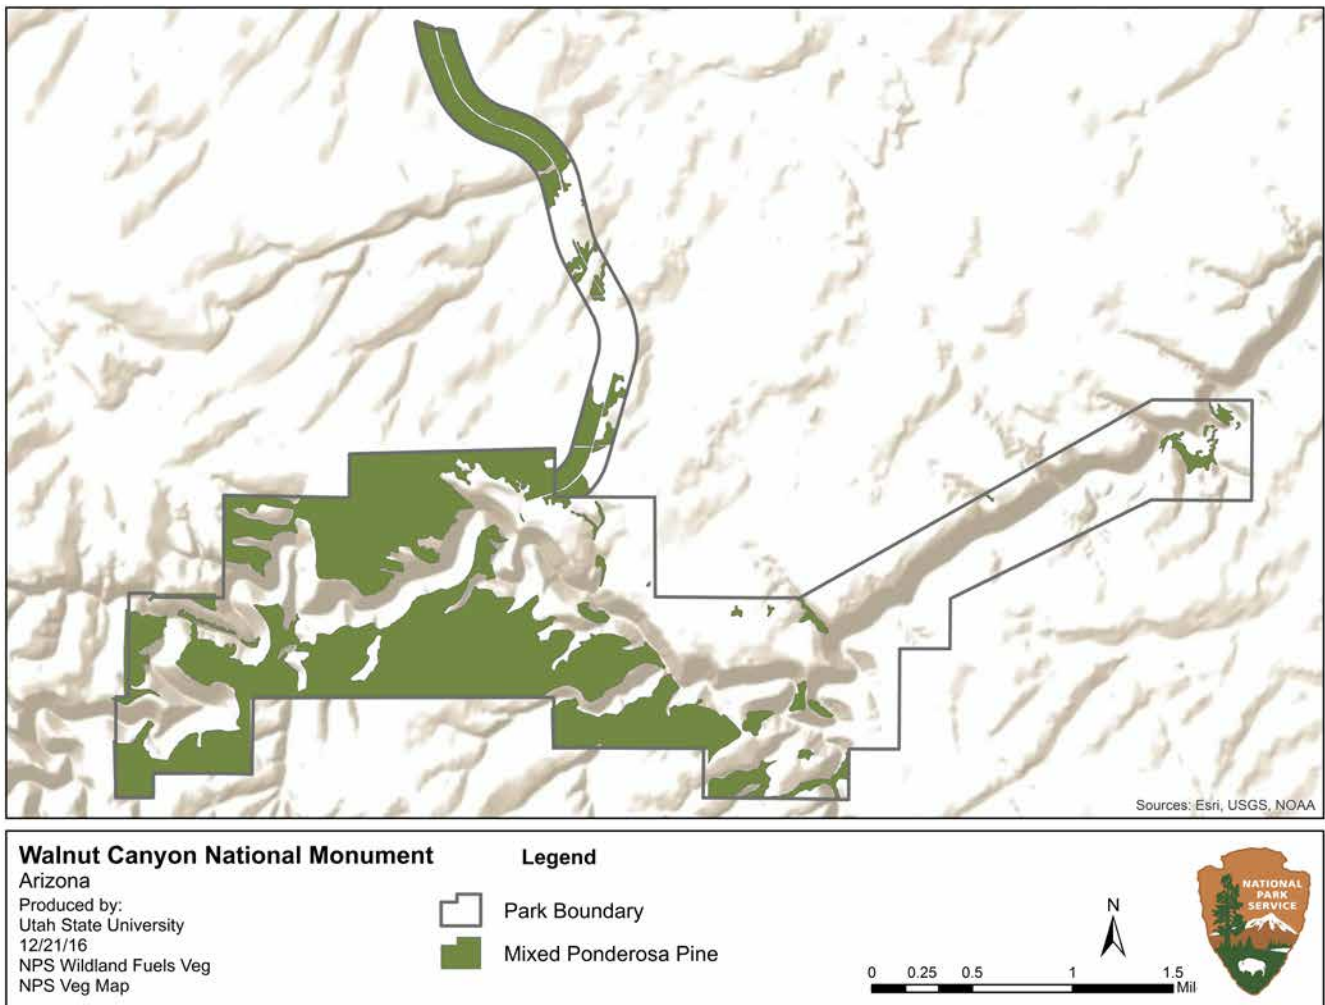 Sources: Esri, USGS, NOAA
Walnut Canyon National Monument
Arizona
Produced by:
Utah State University
12/21/16
NPS Wildland Fuels Veg
NPS Veg Map
Legend
Park Boundary
Mixed Ponderosa Pine
N
0 0.25 0.5 1 1.5
Mil
NATIONAL
PARK
SERVICE